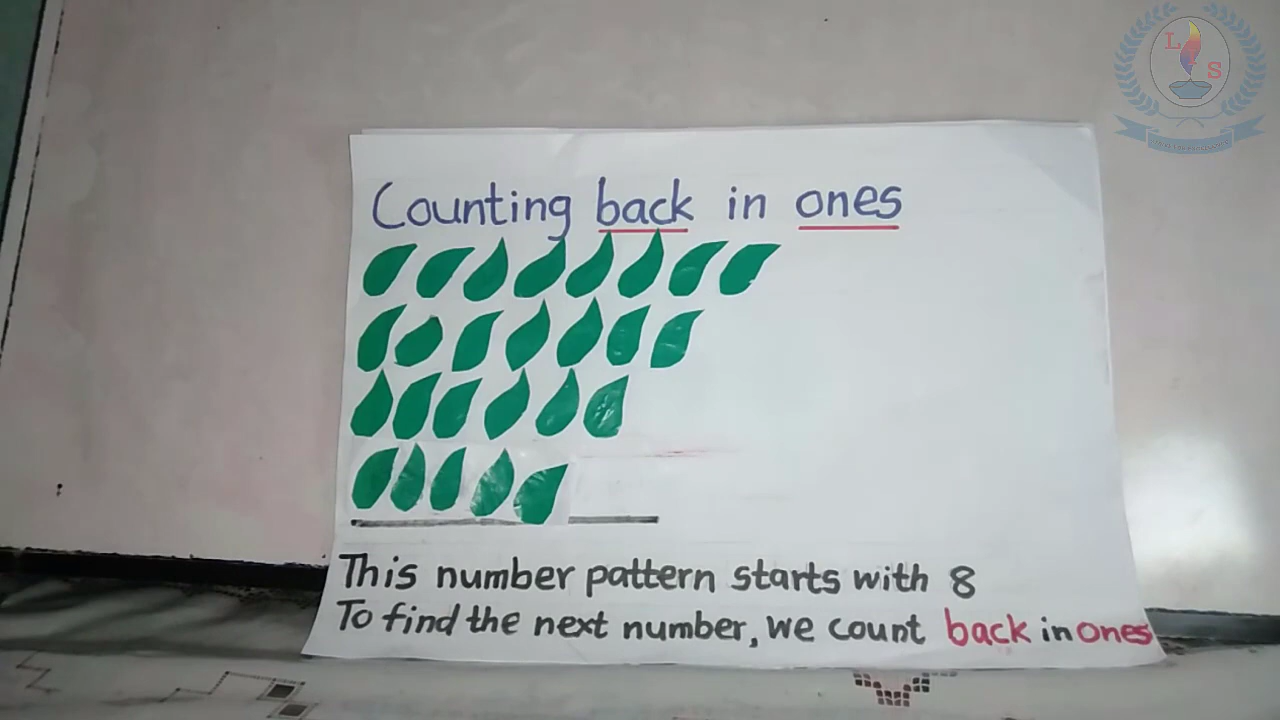 L
S
Counting back in ones
This number pattern starts with 8
To find the next number, we count back in ones